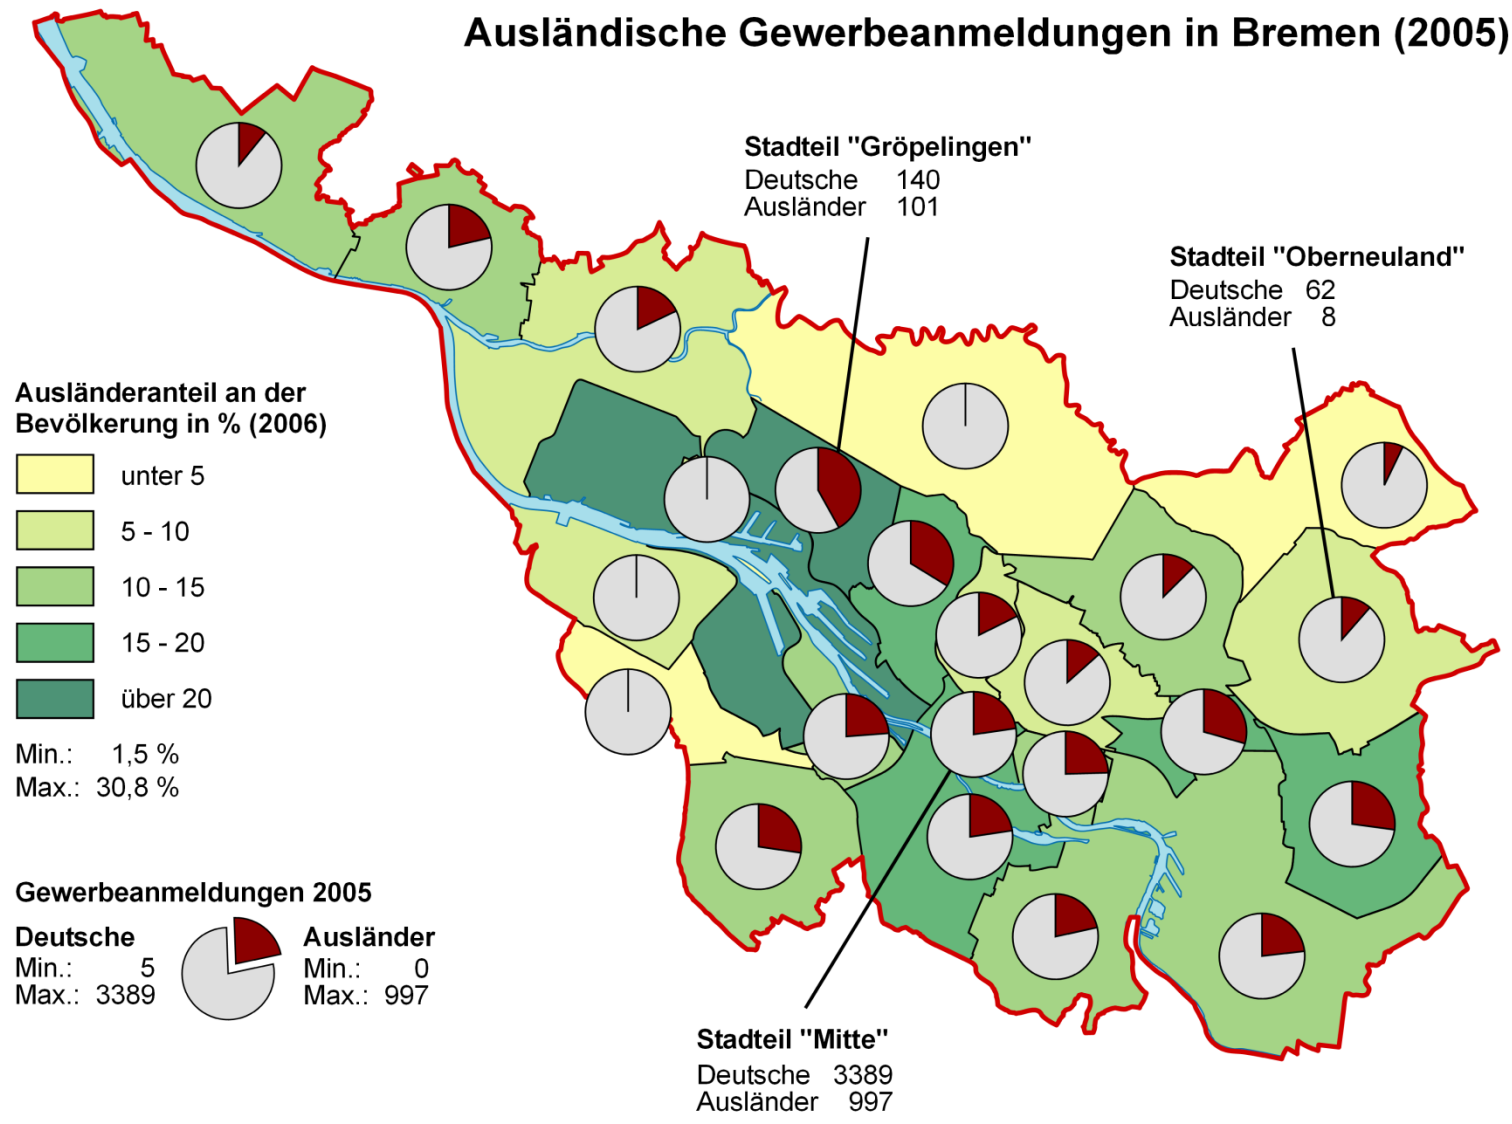 Ausländische Gewerbeanmeldungen in Bremen (2005)
Stadteil "Gröpelingen"
Deutsche 140
Ausländer 101
Stadteil "Oberneuland"
Deutsche 62
Ausländer 8
Ausländeranteil an der
Bevölkerung in % (2006)
unter 5
5 - 10
10 - 15
15 - 20
über 20
Min.: 1,5 %
Max.: 30,8 %
Gewerbeanmeldungen 2005
Deutsche
Min.: 5
Max.: 3389
Ausländer
Min.: 0
Max.: 997
Stadteil "Mitte"
Deutsche 3389
Ausländer 997